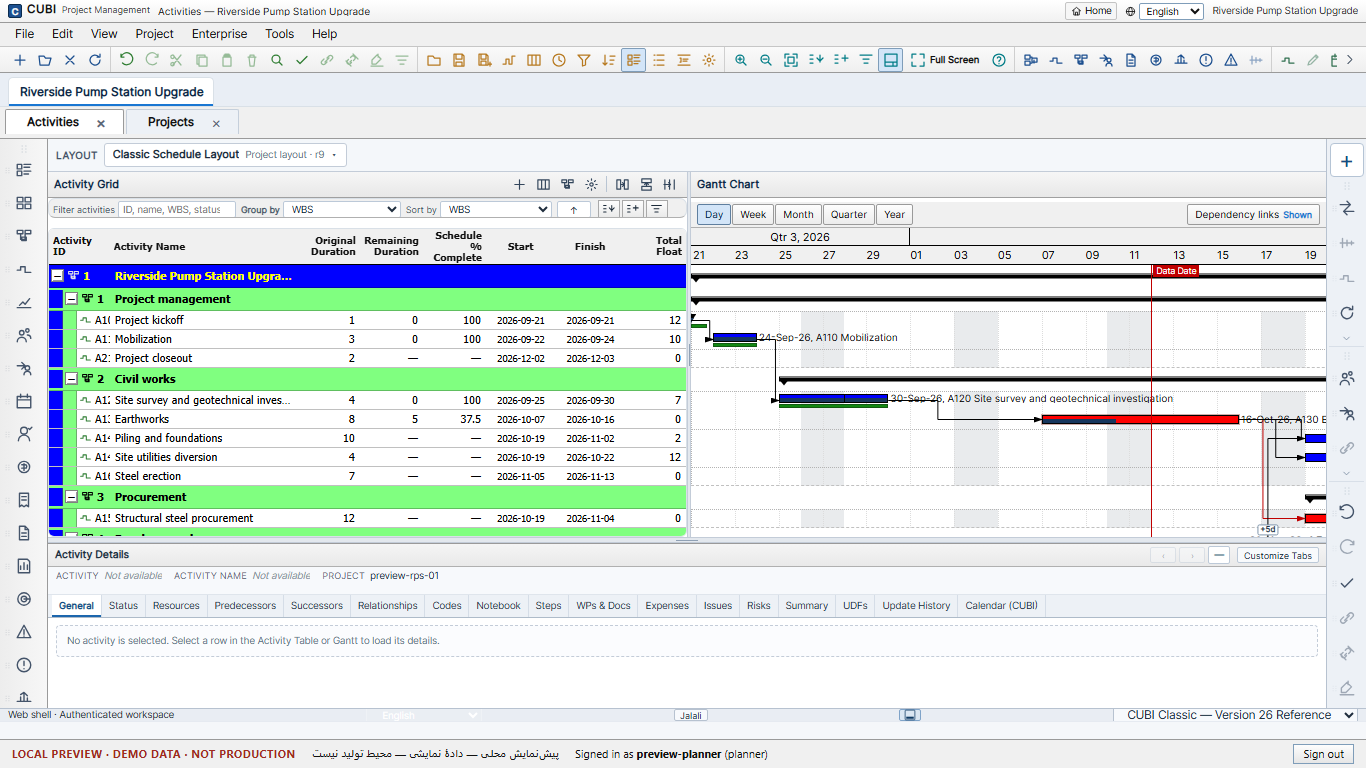 CUBI Project Management Activities — Riverside Pump Station Upgrade Home English Riverside Pump Station Upgrade
File Edit View Project Enterprise Tools Help
Full Screen
Riverside Pump Station Upgrade
Activities × Projects ×
LAYOUT Classic Schedule Layout Project layout · r9
Activity Grid
Filter activities ID, name, WBS, status Group by WBS Sort by WBS
Activity ID Activity Name Original Duration Remaining Duration Schedule % Complete Start Finish Total Float
1 Riverside Pump Station Upgra...
1 Project management
A10 Project kickoff 1 0 100 2026-09-21 2026-09-21 12
A11 Mobilization 3 0 100 2026-09-22 2026-09-24 10
A21 Project closeout 2 — — 2026-12-02 2026-12-03 0
2 Civil works
A12 Site survey and geotechnical inves... 4 0 100 2026-09-25 2026-09-30 7
A13 Earthworks 8 5 37.5 2026-10-07 2026-10-16 0
A14 Piling and foundations 10 — — 2026-10-19 2026-11-02 2
A14 Site utilities diversion 4 — — 2026-10-19 2026-10-22 12
A16 Steel erection 7 — — 2026-11-05 2026-11-13 0
3 Procurement
A15 Structural steel procurement 12 — — 2026-10-19 2026-11-04 0
Gantt Chart
Day Week Month Quarter Year Dependency links Shown
Qtr 3, 2026
21 23 25 27 29 01 03 05 07 09 11 13 15 17 19
Data Date
24-Sep-26, A110 Mobilization
30-Sep-26, A120 Site survey and geotechnical investigation
16-Oct-26, A130 E
+5d
Activity Details Customize Tabs
ACTIVITY Not available ACTIVITY NAME Not available PROJECT preview-rps-01
General Status Resources Predecessors Successors Relationships Codes Notebook Steps WPs & Docs Expenses Issues Risks Summary UDFs Update History Calendar (CUBI)
No activity is selected. Select a row in the Activity Table or Gantt to load its details.
Web shell · Authenticated workspace English Jalali CUBI Classic — Version 26 Reference
LOCAL PREVIEW · DEMO DATA · NOT PRODUCTION پیش‌نمایش محلی — دادهٔ نمایشی — محیط تولید نیست Signed in as preview-planner (planner) Sign out